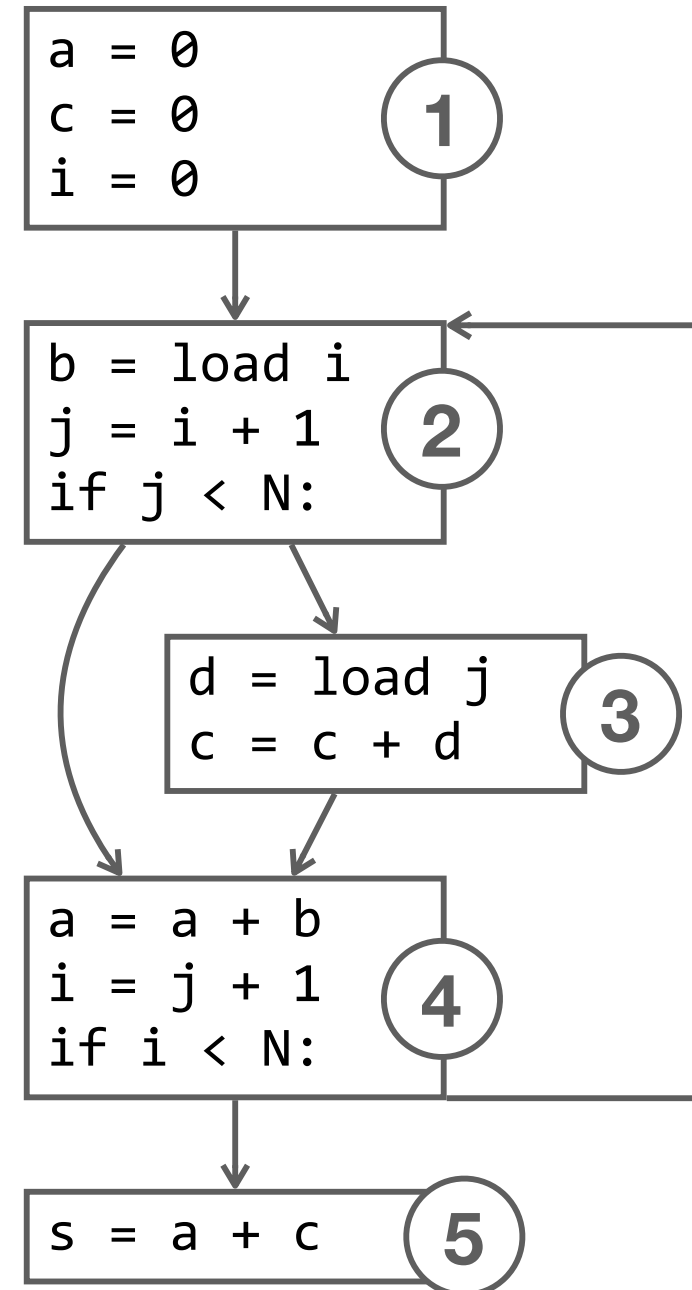 a = 0
c = 0
i = 0
1
b = load i
j = i + 1
if j < N:
2
d = load j
c = c + d
3
a = a + b
i = j + 1
if i < N:
4
s = a + c
5